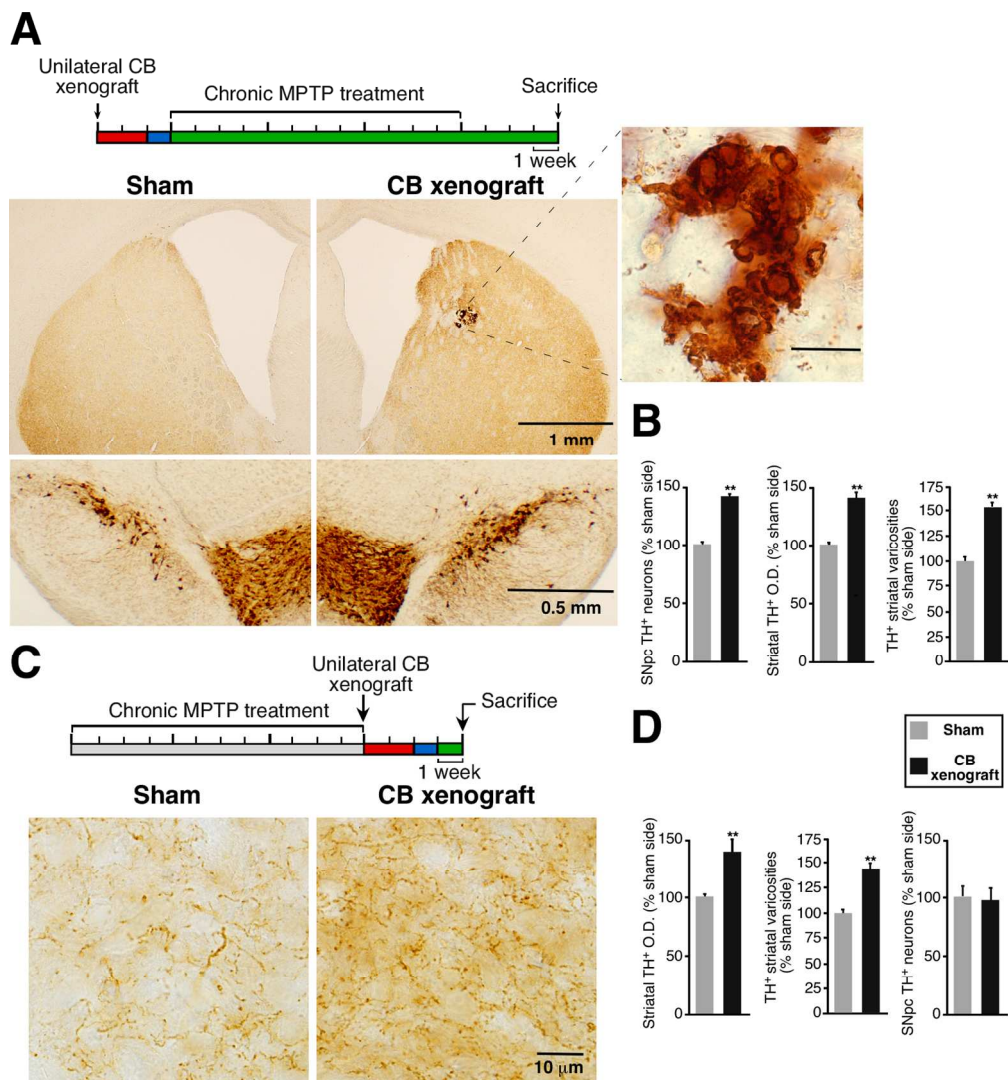 A
Unilateral CB
xenograft
Chronic MPTP treatment
Sacrifice
1 week
Sham
CB xenograft
1 mm
0.5 mm
B
SNpc TH⁺ neurons (% sham side)
150
100
50
0
**
Striatal TH⁺ O.D. (% sham side)
150
100
50
0
**
TH⁺ striatal varicosities
(% sham side)
175
150
125
100
75
50
25
0
**
C
Unilateral CB
xenograft
Chronic MPTP treatment
Sacrifice
1 week
Sham
CB xenograft
10 μm
D
Sham
CB
xenograft
Striatal TH⁺ O.D. (% sham side)
150
100
50
0
**
TH⁺ striatal varicosities
(% sham side)
175
150
125
100
75
50
25
0
**
SNpc TH⁺ neurons (% sham side)
150
100
50
0